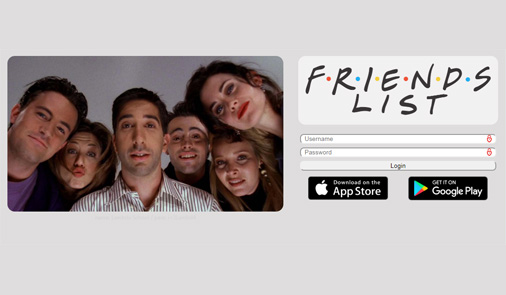 F·R·I·E·N·D·S
LIST
Username
Password
Login
Download on the
App Store
GET IT ON
Google Play